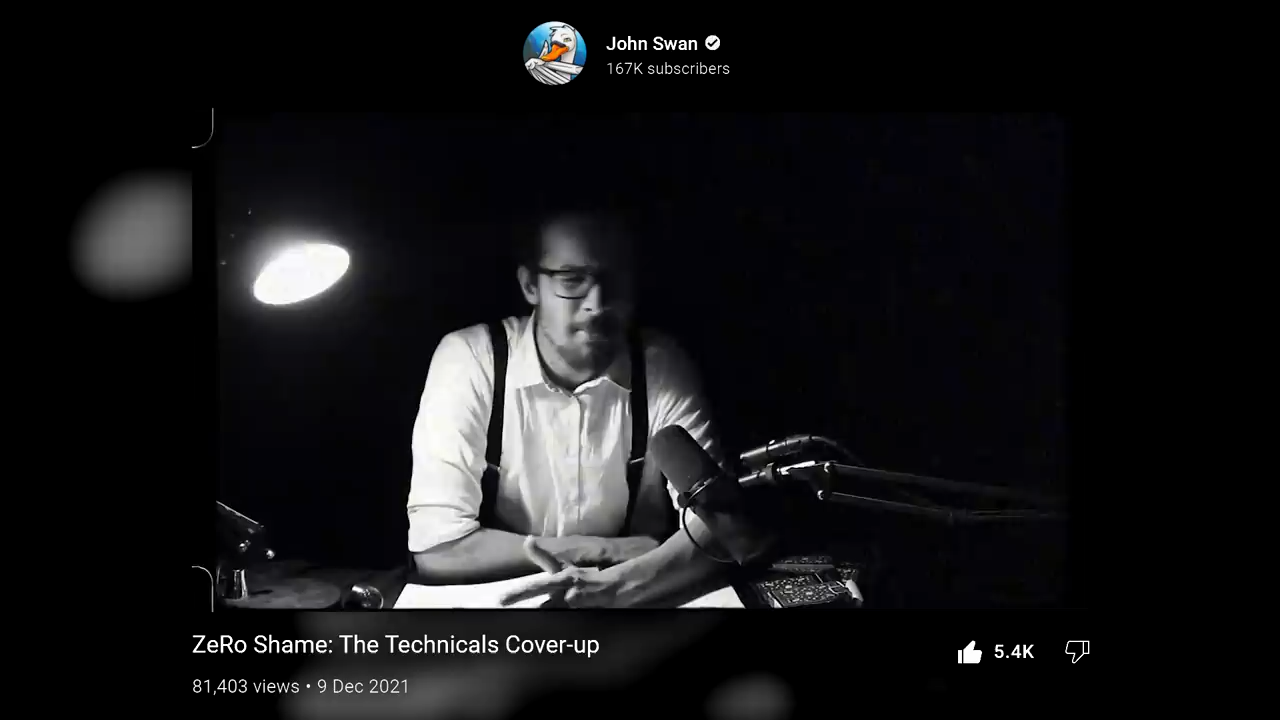 John Swan
167K subscribers
ZeRo Shame: The Technicals Cover-up
5.4K
81,403 views • 9 Dec 2021